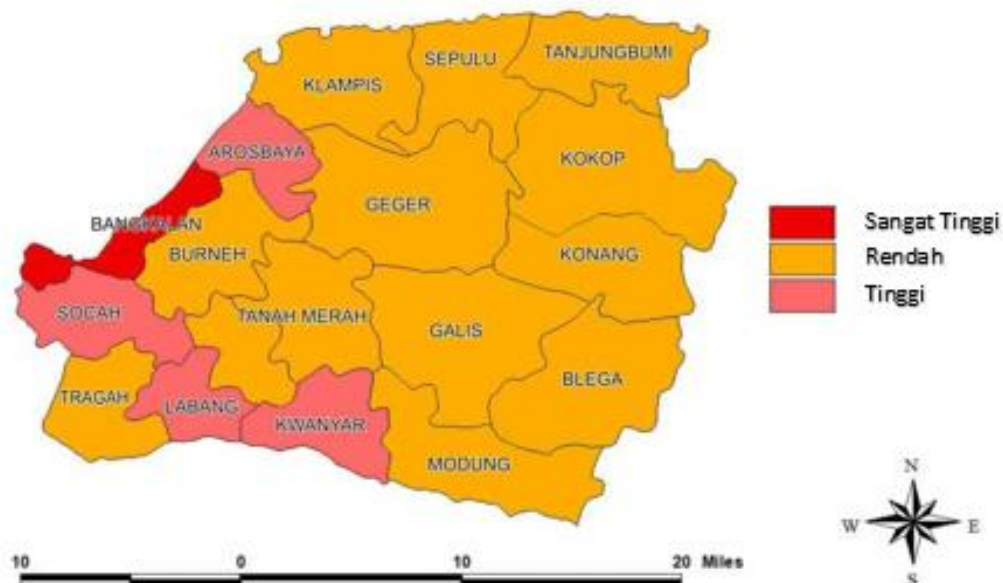 SEPULU
TANJUNGBUMI
KLAMPIS
AROSBAYA
KOKOP
GEGER
BANGKALAN
BURNEH
KONANG
SOCAH
TANAH MERAH
GALIS
BLEGA
TRAGAH
LABANG
KWANYAR
MODUNG
Sangat Tinggi
Rendah
Tinggi
N
W E
S
10 0 10 20 Miles